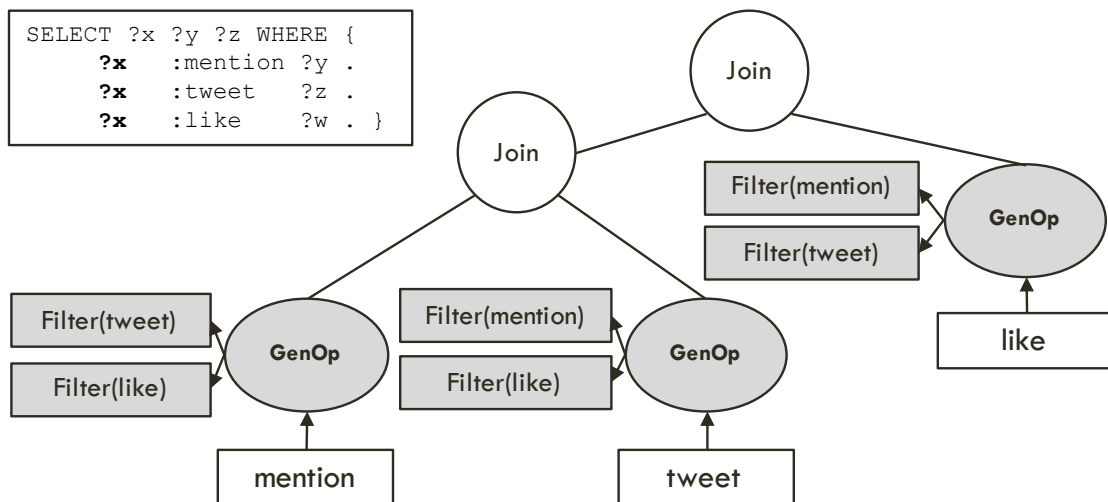 SELECT ?x ?y ?z WHERE {
?x :mention ?y .
?x :tweet ?z .
?x :like ?w . }
Join
Join
Filter(mention)
GenOp
Filter(tweet)
like
Filter(tweet)
GenOp
Filter(like)
mention
Filter(mention)
GenOp
Filter(like)
tweet